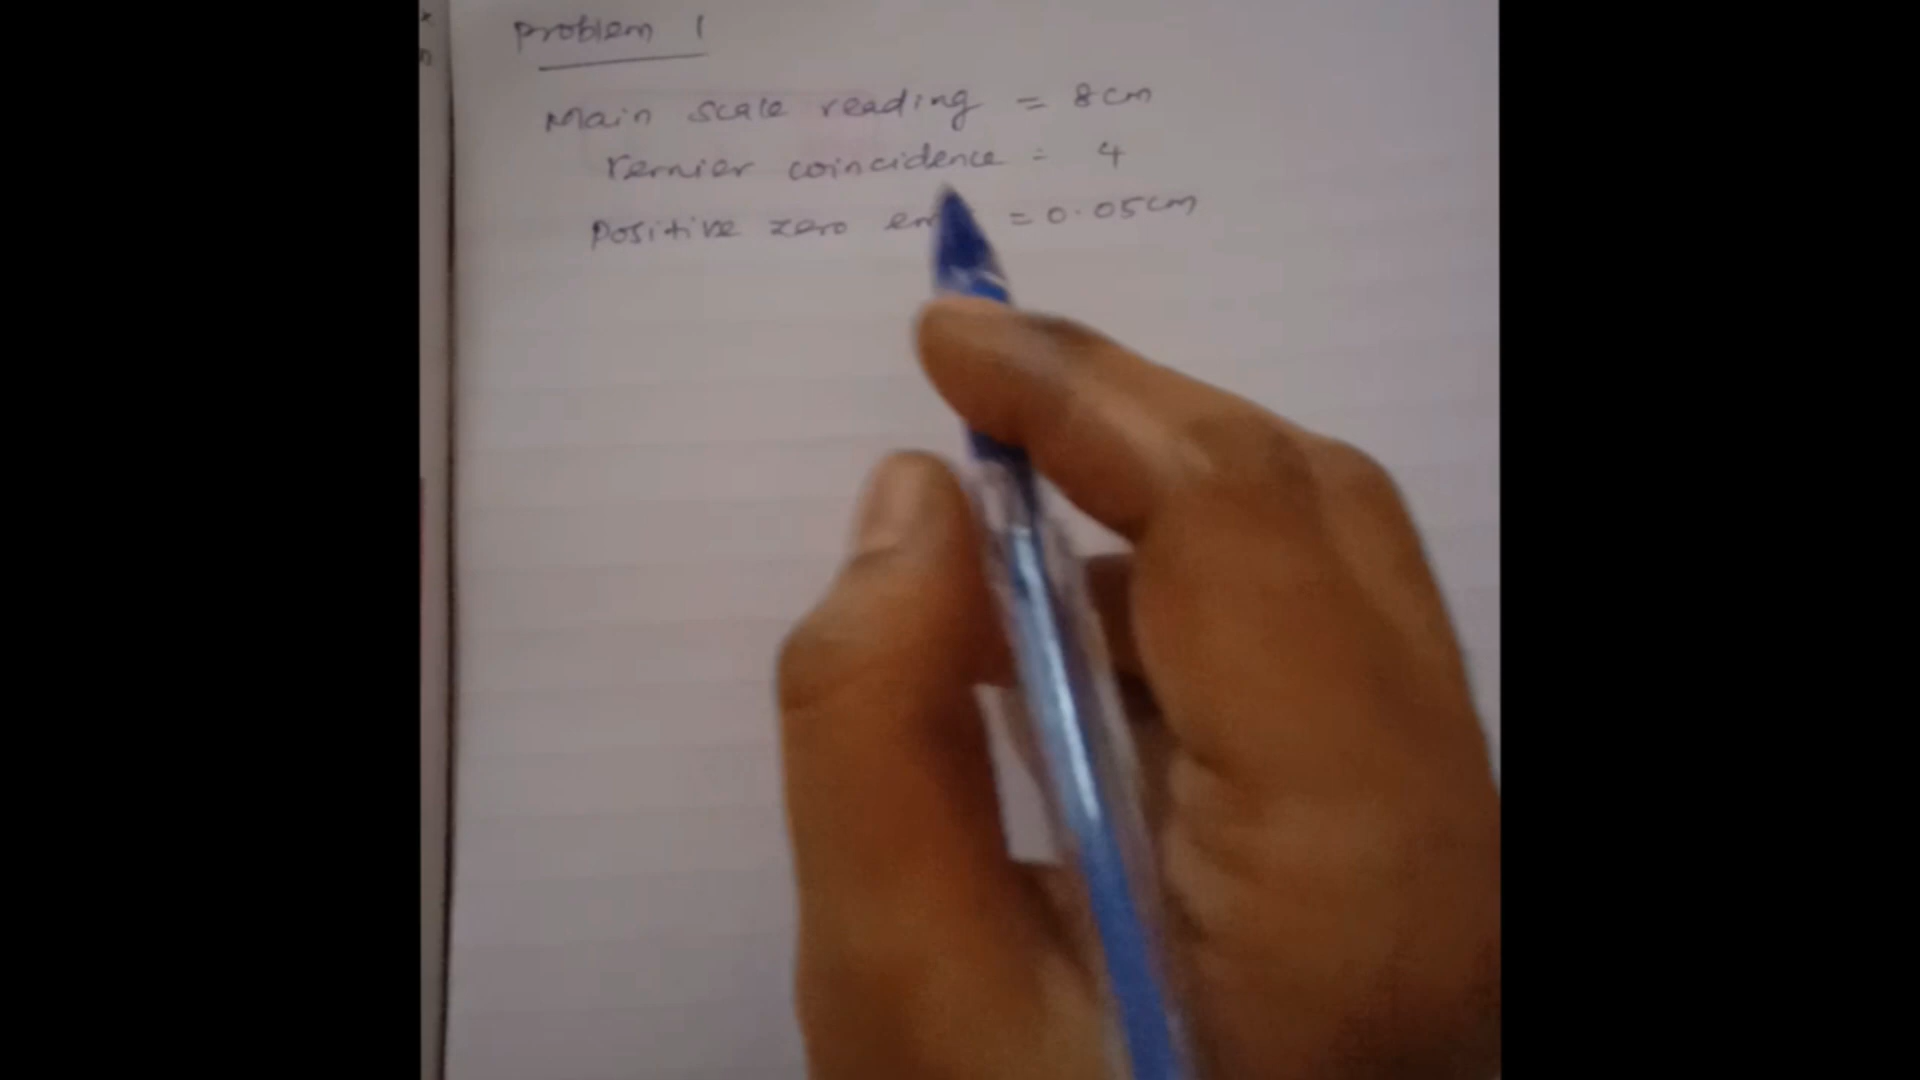 Problem 1
Main scale reading = 8cm
Vernier coincidence = 4
Positive zero = 0.05cm